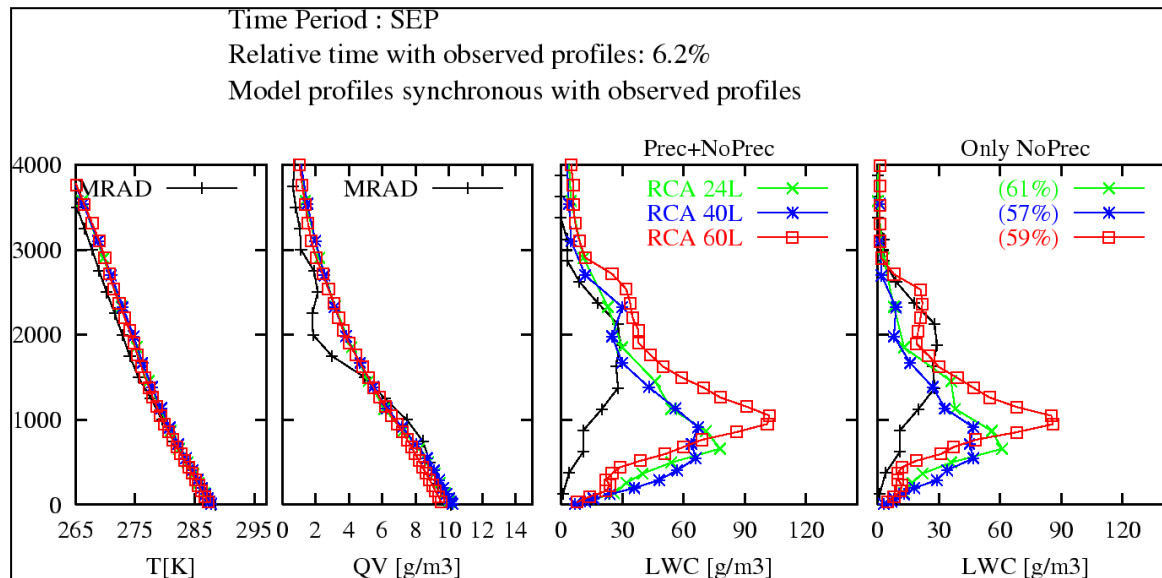 Time Period : SEP
Relative time with observed profiles: 6.2%
Model profiles synchronous with observed profiles
Prec+NoPrec
Only NoPrec
4000
3000
2000
1000
0
MRAD
MRAD
RCA 24L
RCA 40L
RCA 60L
(61%)
(57%)
(59%)
265 275 285 295
0 2 4 6 8 10 12 14
0 30 60 90 120
0 30 60 90 120
T[K]
QV [g/m3]
LWC [g/m3]
LWC [g/m3]